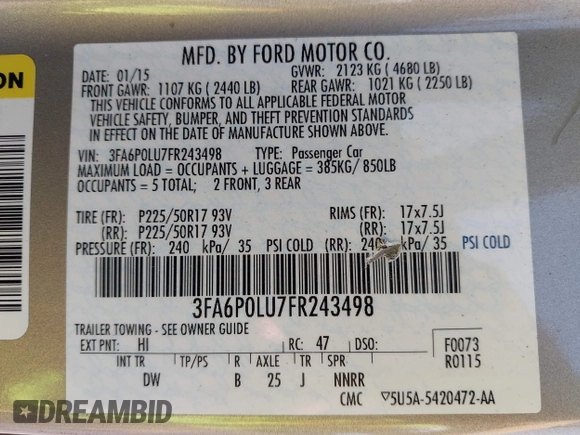 ON
MFD. BY FORD MOTOR CO.
DATE: 01/15 GVWR: 2123 KG ( 4680 LB)
FRONT GAWR: 1107 KG ( 2440 LB) REAR GAWR: 1021 KG ( 2250 LB)
THIS VEHICLE CONFORMS TO ALL APPLICABLE FEDERAL MOTOR
VEHICLE SAFETY, BUMPER, AND THEFT PREVENTION STANDARDS
IN EFFECT ON THE DATE OF MANUFACTURE SHOWN ABOVE.
VIN: 3FA6P0LU7FR243498 TYPE: Passenger Car
MAXIMUM LOAD = OCCUPANTS + LUGGAGE = 385KG/ 850LB
OCCUPANTS = 5 TOTAL; 2 FRONT, 3 REAR
TIRE (FR): P225/50R17 93V RIMS (FR): 17x7.5J
(RR): P225/50R17 93V (RR): 17x7.5J
PRESSURE (FR): 240 kPa/ 35 PSI COLD (RR): 240 kPa/ 35 PSI COLD
3FA6P0LU7FR243498
TRAILER TOWING - SEE OWNER GUIDE
EXT PNT: HI RC: 47 DSO: F0073
R0115
INT TR TP/PS R AXLE TR SPR
DW B 25 J NNRR
CMC ▽5U5A-5420472-AA
DREAMBID